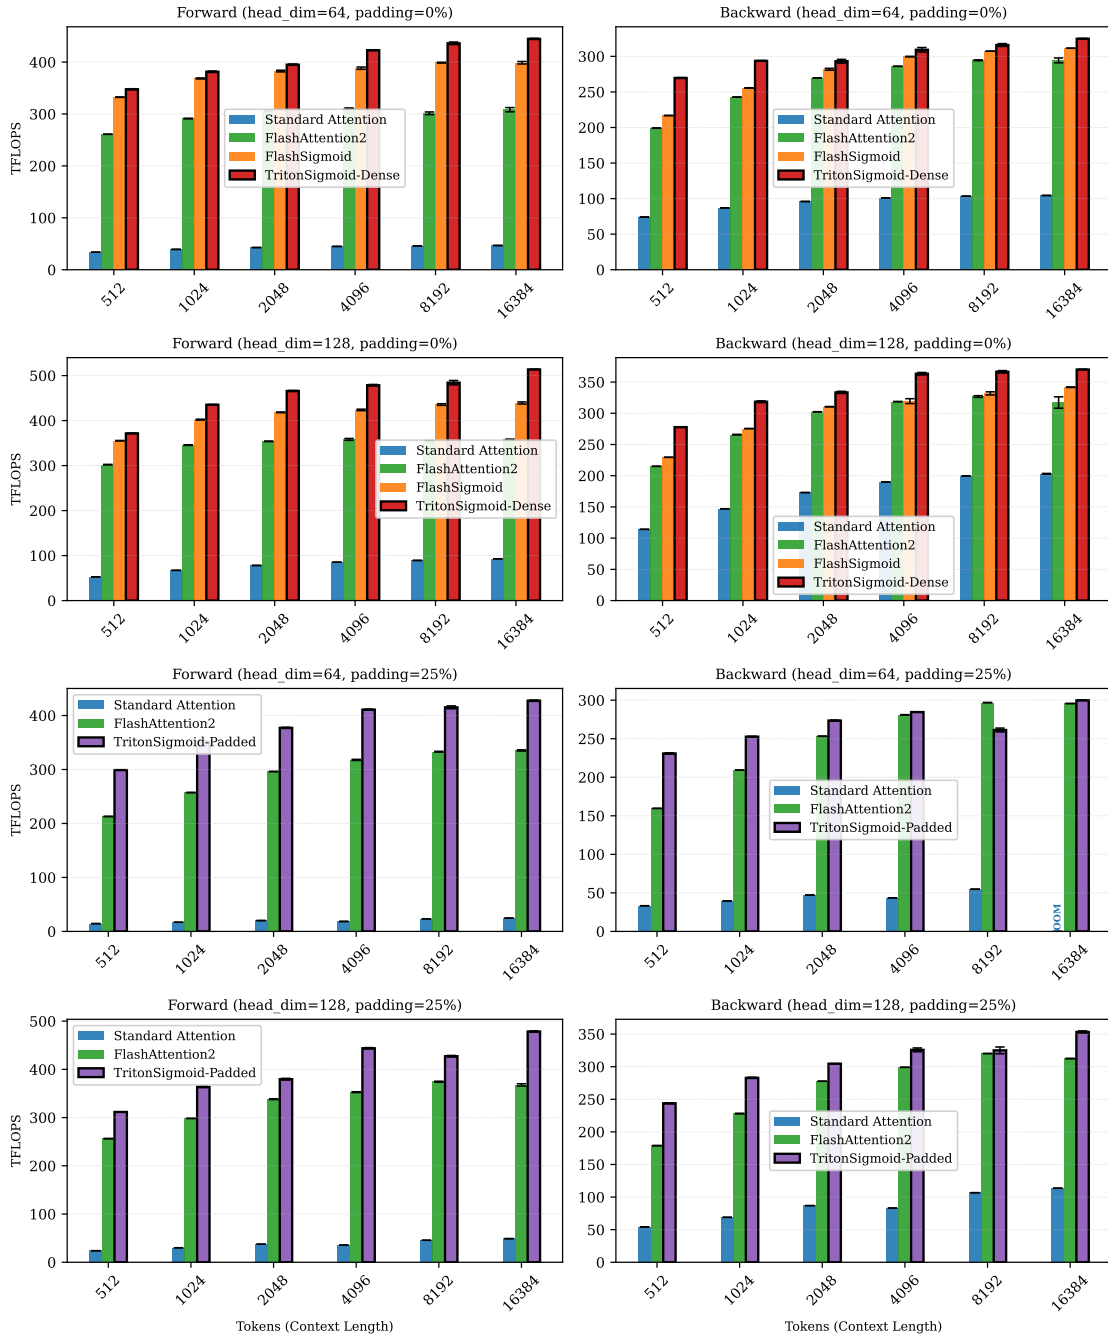 Forward (head_dim=64, padding=0%)
TFLOPS
400
300
200
100
0
Standard Attention
FlashAttention2
FlashSigmoid
TritonSigmoid-Dense
512
1024
2048
4096
8192
16384
Backward (head_dim=64, padding=0%)
300
250
200
150
100
50
0
Standard Attention
FlashAttention2
FlashSigmoid
TritonSigmoid-Dense
512
1024
2048
4096
8192
16384
Forward (head_dim=128, padding=0%)
TFLOPS
500
400
300
200
100
0
Standard Attention
FlashAttention2
FlashSigmoid
TritonSigmoid-Dense
512
1024
2048
4096
8192
16384
Backward (head_dim=128, padding=0%)
350
300
250
200
150
100
50
0
Standard Attention
FlashAttention2
FlashSigmoid
TritonSigmoid-Dense
512
1024
2048
4096
8192
16384
Forward (head_dim=64, padding=25%)
TFLOPS
400
300
200
100
0
Standard Attention
FlashAttention2
TritonSigmoid-Padded
512
1024
2048
4096
8192
16384
Backward (head_dim=64, padding=25%)
300
250
200
150
100
50
0
Standard Attention
FlashAttention2
TritonSigmoid-Padded
OOM
512
1024
2048
4096
8192
16384
Forward (head_dim=128, padding=25%)
TFLOPS
500
400
300
200
100
0
Standard Attention
FlashAttention2
TritonSigmoid-Padded
512
1024
2048
4096
8192
16384
Tokens (Context Length)
Backward (head_dim=128, padding=25%)
350
300
250
200
150
100
50
0
Standard Attention
FlashAttention2
TritonSigmoid-Padded
512
1024
2048
4096
8192
16384
Tokens (Context Length)